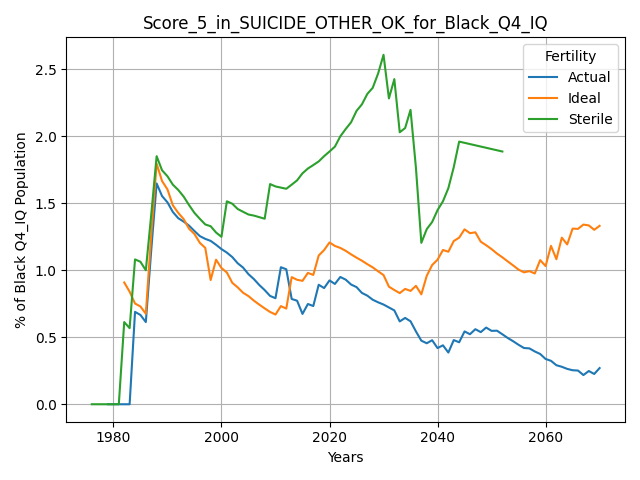 Score_5_in_SUICIDE_OTHER_OK_for_Black_Q4_IQ
Fertility
Actual
Ideal
Sterile
% of Black Q4_IQ Population
2.5
2.0
1.5
1.0
0.5
0.0
1980 2000 2020 2040 2060
Years